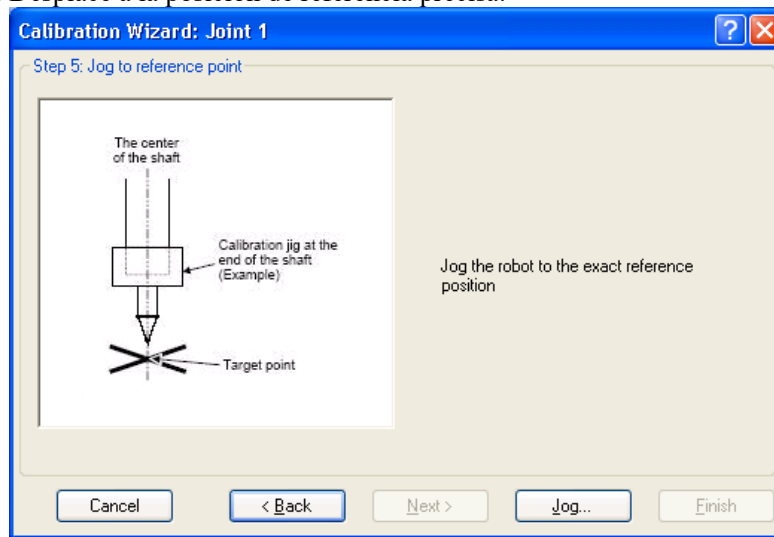 Calibration Wizard: Joint 1
Step 5: Jog to reference point
The center
of the shaft
Calibration jig at the
end of the shaft
(Example)
Target point
Jog the robot to the exact reference
position
Cancel
< Back
Next >
Jog...
Finish